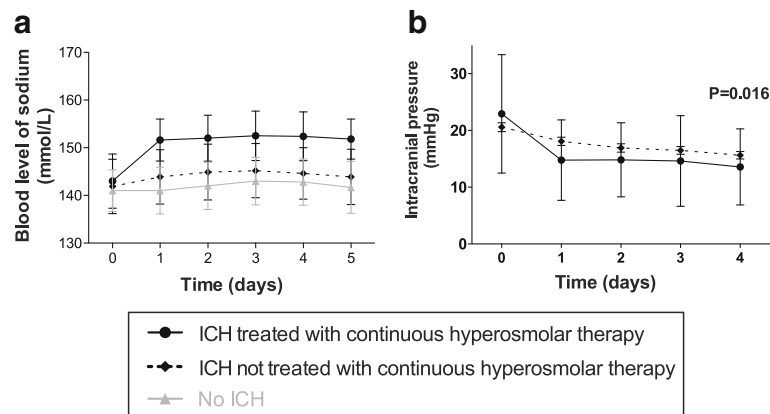 a
Blood level of sodium
(mmol/L)
170
160
150
140
130
0 1 2 3 4 5
Time (days)
b
Intracranial pressure
(mmHg)
30
20
10
0
P=0.016
0 1 2 3 4
Time (days)
ICH treated with continuous hyperosmolar therapy
ICH not treated with continuous hyperosmolar therapy
No ICH